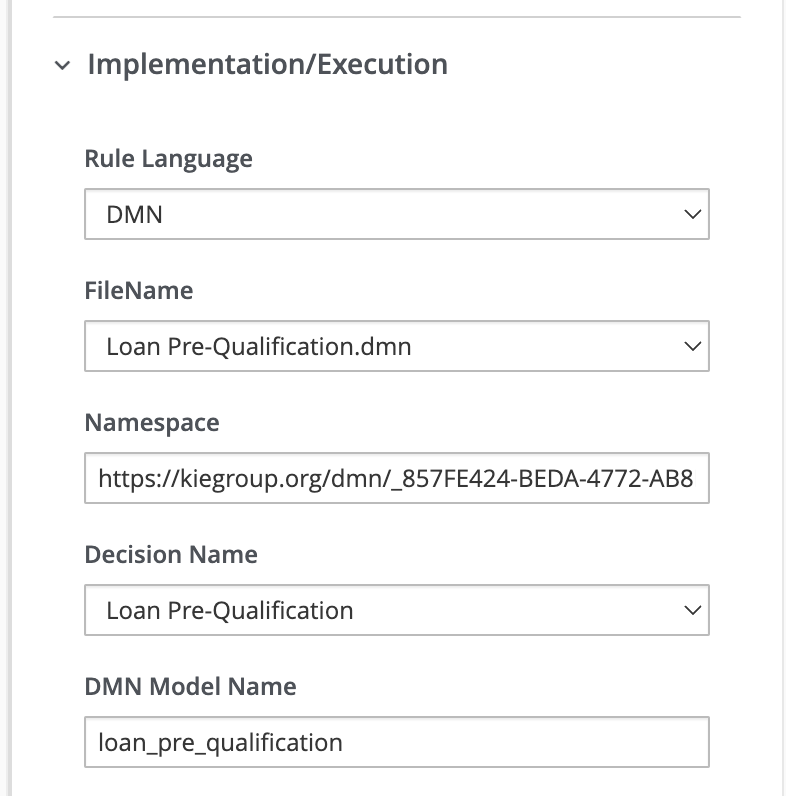 Implementation/Execution
Rule Language
DMN
FileName
Loan Pre-Qualification.dmn
Namespace
https://kiegroup.org/dmn/_857FE424-BEDA-4772-AB8
Decision Name
Loan Pre-Qualification
DMN Model Name
loan_pre_qualification